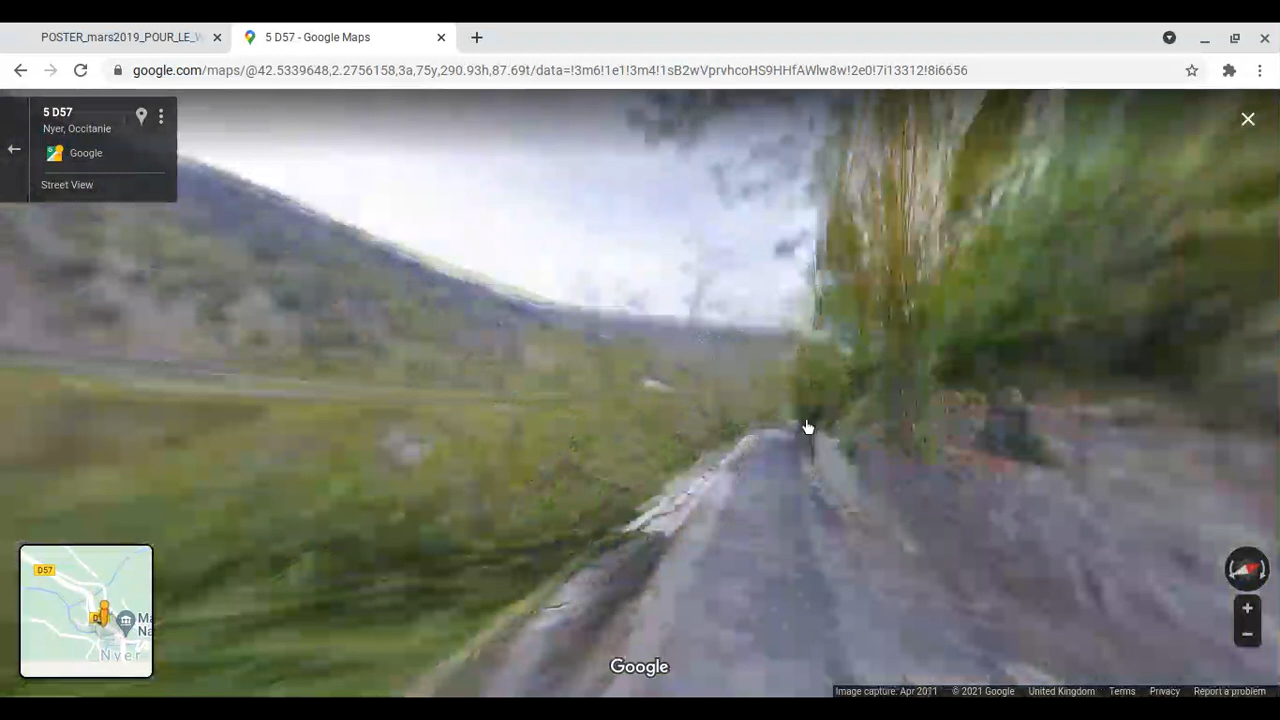 POSTER_mars2019_POUR_LE_W
5 D57 - Google Maps
google.com/maps/@42.5339648,2.2756158,3a,75y,290.93h,87.69t/data=!3m6!1e1!3m4!1sB2wVprvhcoHS9HHfAWlw8w!2e0!7i13312!8i6656
5 D57
Nyer, Occitanie
Google
Street View
D57
D
Ma
Na
Nyer
Google
Image capture: Apr 2011 © 2021 Google United Kingdom Terms Privacy Report a problem